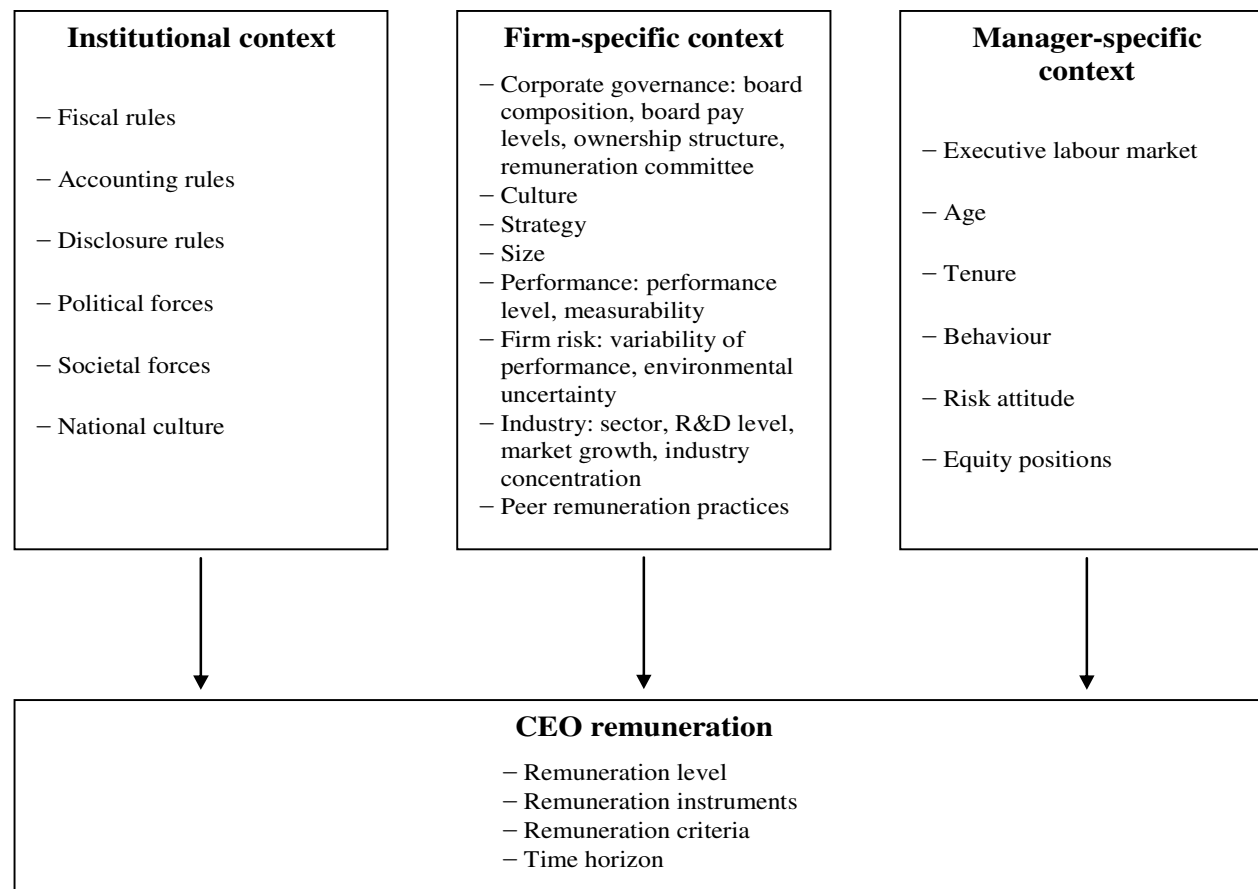 Institutional context
– Fiscal rules
– Accounting rules
– Disclosure rules
– Political forces
– Societal forces
– National culture
Firm-specific context
– Corporate governance: board
composition, board pay
levels, ownership structure,
remuneration committee
– Culture
– Strategy
– Size
– Performance: performance
level, measurability
– Firm risk: variability of
performance, environmental
uncertainty
– Industry: sector, R&D level,
market growth, industry
concentration
– Peer remuneration practices
Manager-specific
context
– Executive labour market
– Age
– Tenure
– Behaviour
– Risk attitude
– Equity positions
CEO remuneration
– Remuneration level
– Remuneration instruments
– Remuneration criteria
– Time horizon